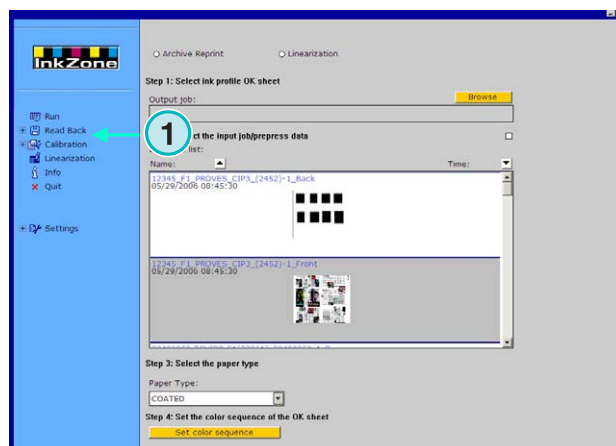 InkZone
Run
Read Back
Calibration
Linearization
Info
Quit
Settings
Archive Reprint
Linearization
Step 1: Select ink profile OK sheet
Output job:
Browse
1
ct the input job/prepress data
list:
Name:
Time:
12345_F1_PROVES_CIP3_(2452)-1_Back
05/29/2006 08:45:30
12345_F1_PROVES_CIP3_(2452)-1_Front
05/29/2006 08:45:30
Step 3: Select the paper type
Paper Type:
COATED
Step 4: Set the color sequence of the OK sheet
Set color sequence